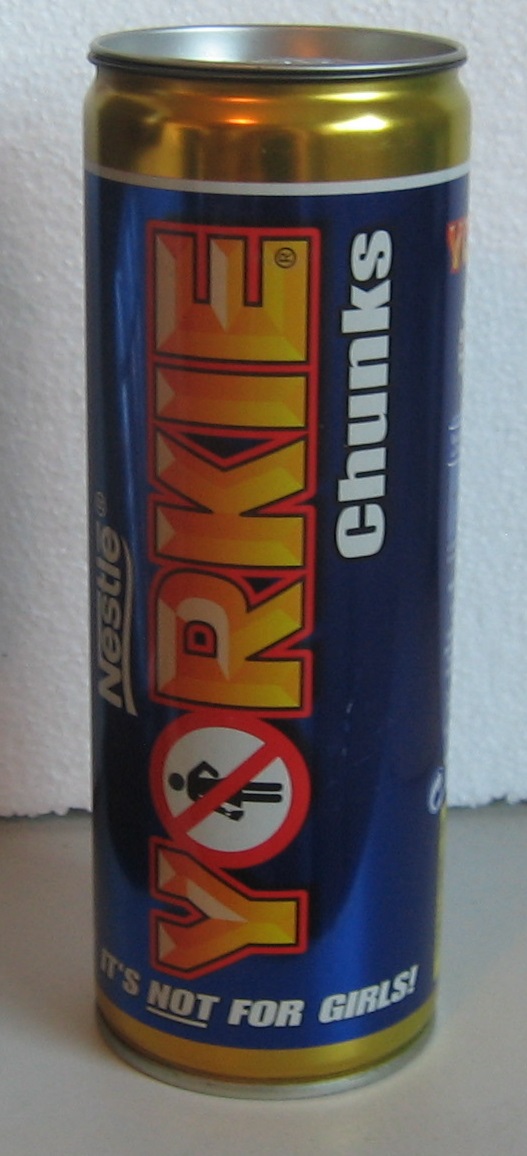 Nestlé ®
YORKIE ®
Chunks
IT'S NOT FOR GIRLS!